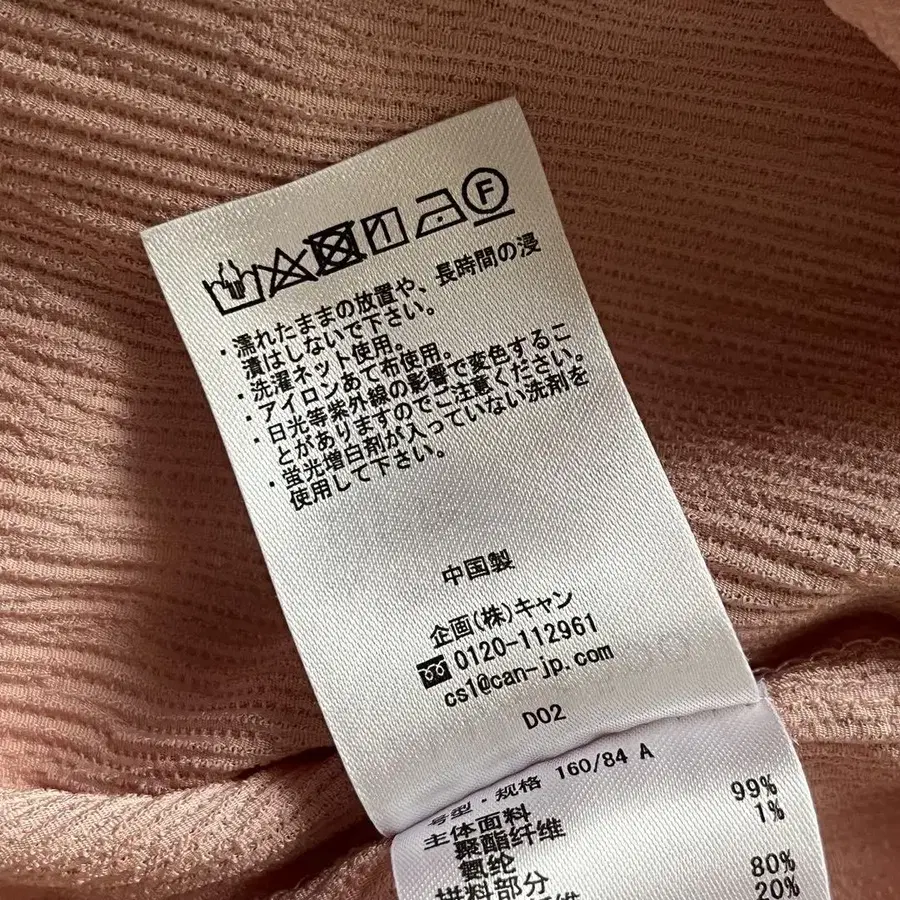 F
・濡れたままの放置や、長時間の浸
漬はしないで下さい。
・洗濯ネット使用。
・アイロンあて布使用。
・日光等紫外線の影響で変色するこ
とがありますのでご注意ください。
・蛍光増白剤が入っていない洗剤を
使用して下さい。
中国製
企画(株)キャン
0120-112961
cs1@can-jp.com
D02
号型・规格 160/84 A
主体面料
聚酯纤维 99%
氨纶 1%
拼料部分
80%
20%